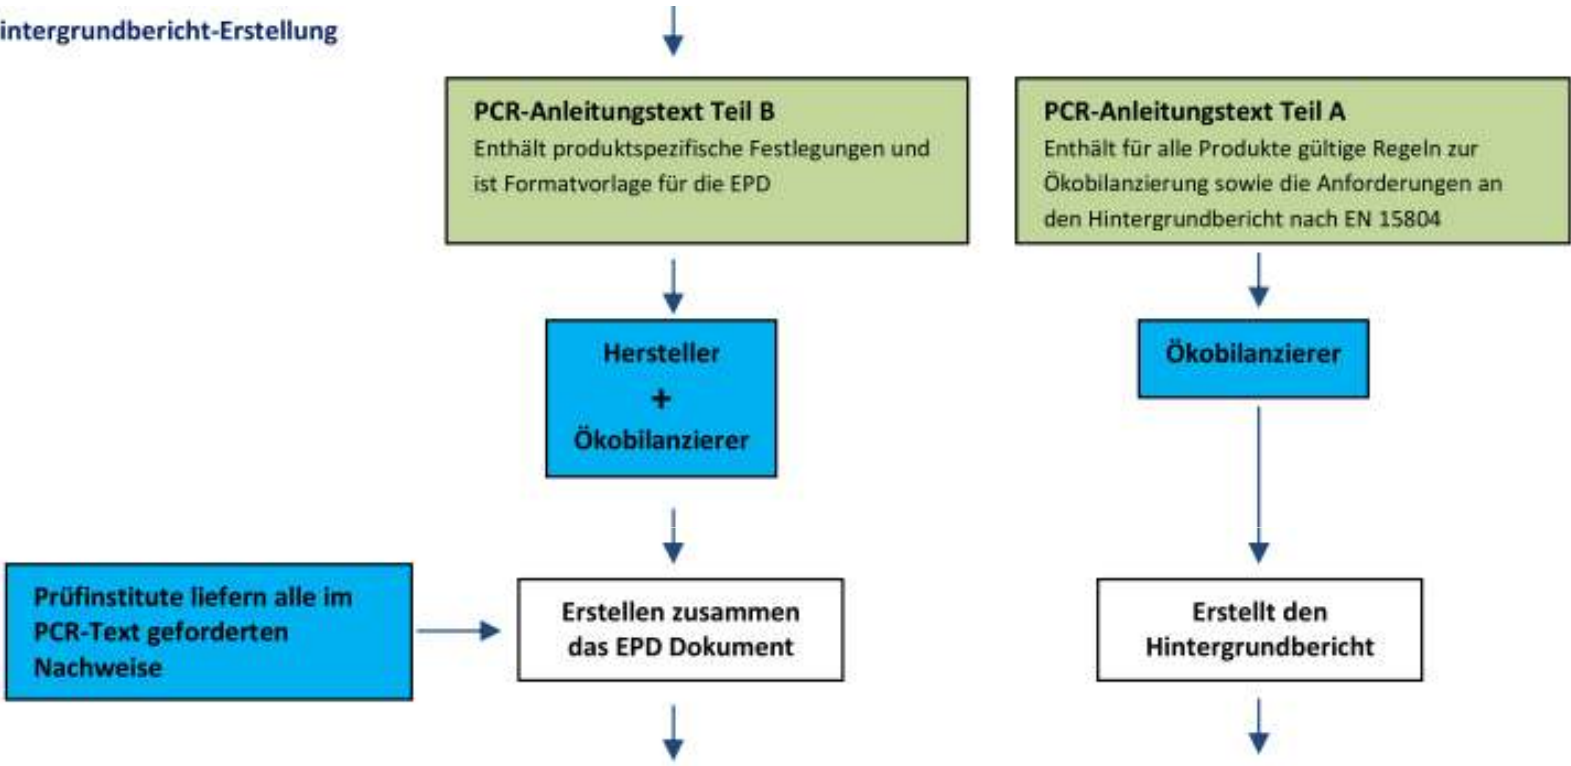 intergrundbericht-Erstellung
PCR-Anleitungstext Teil B
Enthält produktspezifische Festlegungen und
ist Formatvorlage für die EPD
PCR-Anleitungstext Teil A
Enthält für alle Produkte gültige Regeln zur
Ökobilanzierung sowie die Anforderungen an
den Hintergrundbericht nach EN 15804
Hersteller
+
Ökobilanzierer
Ökobilanzierer
Prüfinstitute liefern alle im
PCR-Text geforderten
Nachweise
Erstellen zusammen
das EPD Dokument
Erstellt den
Hintergrundbericht